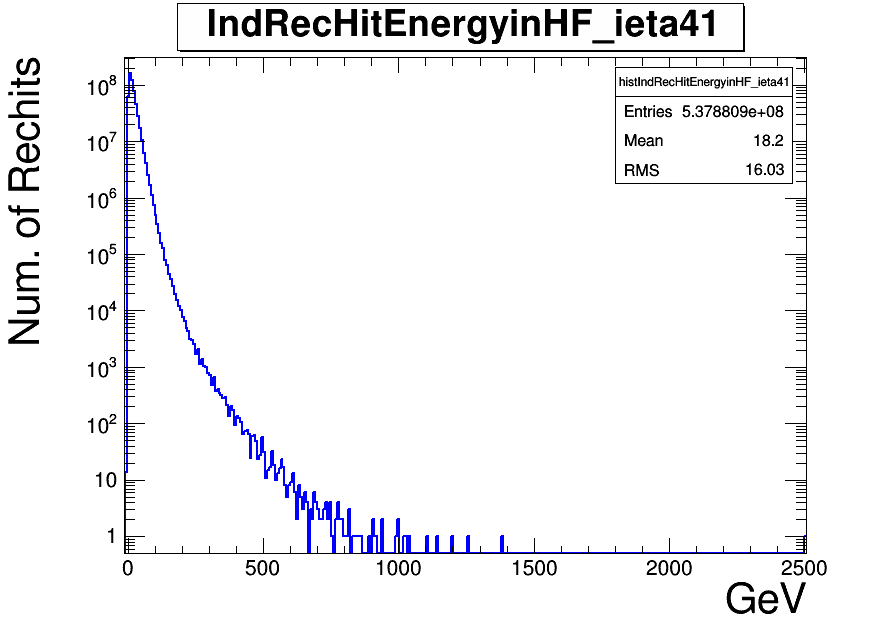 IndRecHitEnergyinHF_ieta41
histIndRecHitEnergyinHF_ieta41
Entries 5.378809e+08
Mean 18.2
RMS 16.03
Num. of Rechits
10⁸
10⁷
10⁶
10⁵
10⁴
10³
10²
10
1
0 500 1000 1500 2000 2500
GeV